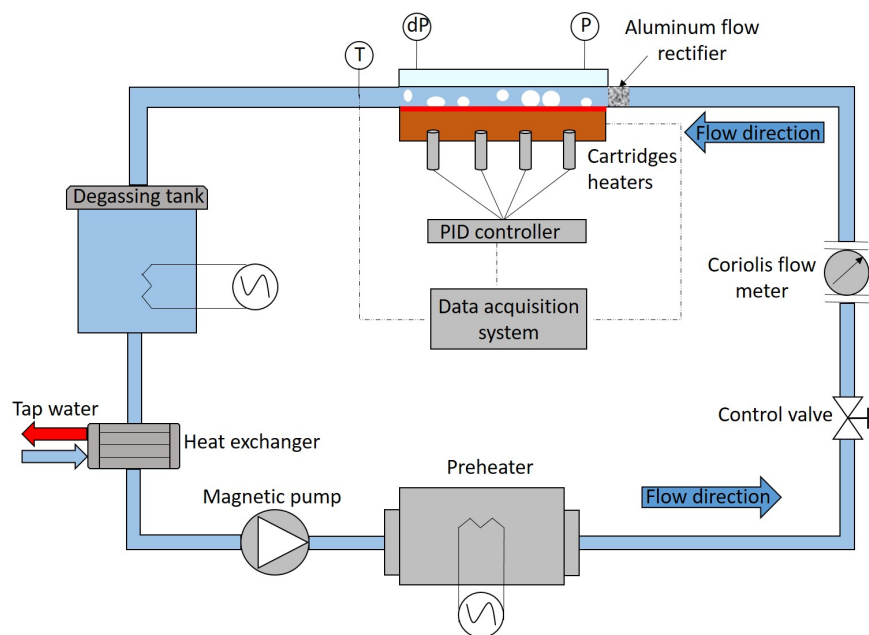 dP
P
Aluminum flow
rectifier
T
Flow direction
Cartridges
heaters
Degassing tank
PID controller
Coriolis flow
meter
Data acquisition
system
Tap water
Control valve
Heat exchanger
Preheater
Magnetic pump
Flow direction